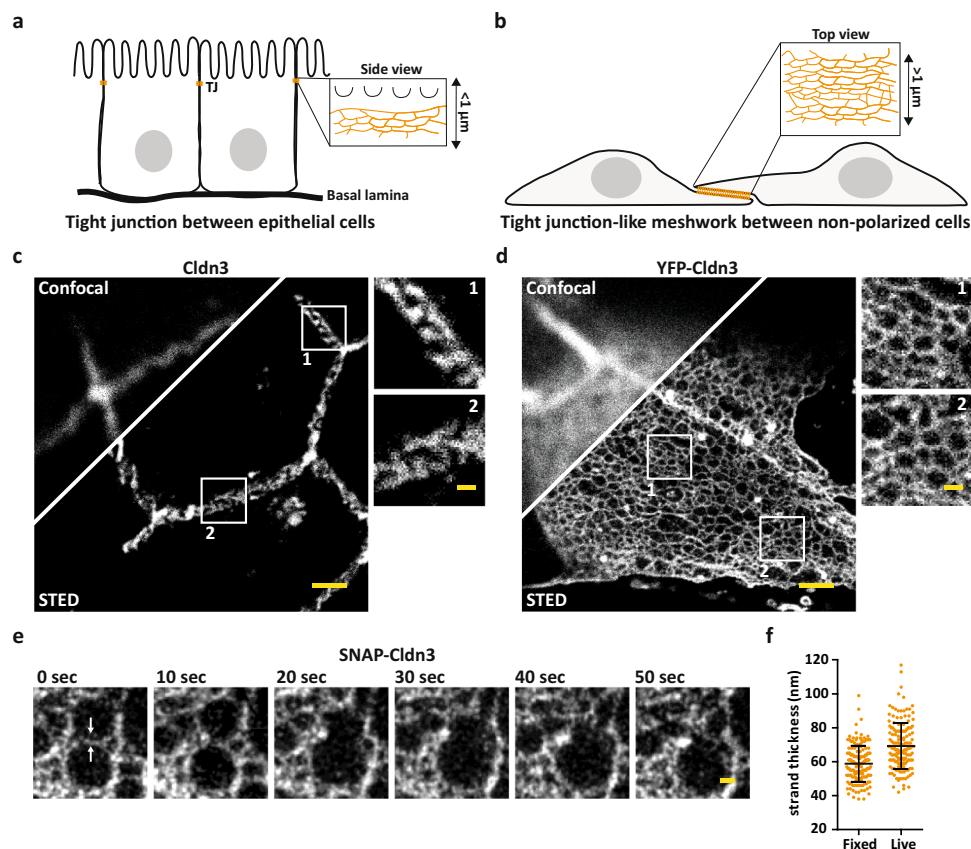 a
TJ
Side view
<1 µm
Basal lamina
Tight junction between epithelial cells
b
Top view
>1 µm
Tight junction-like meshwork between non-polarized cells
c
Cldn3
Confocal
1
2
STED
1
2
d
YFP-Cldn3
Confocal
1
2
STED
1
2
e
SNAP-Cldn3
0 sec 10 sec 20 sec 30 sec 40 sec 50 sec
f
strand thickness (nm)
120
100
80
60
40
20
Fixed Live